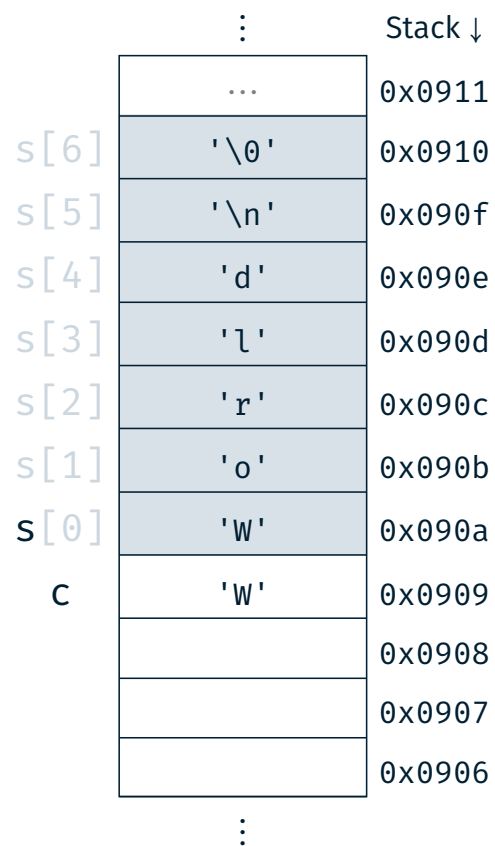 ⋮ Stack ↓
... 0x0911
s[6] '\0' 0x0910
s[5] '\n' 0x090f
s[4] 'd' 0x090e
s[3] 'l' 0x090d
s[2] 'r' 0x090c
s[1] 'o' 0x090b
s[0] 'W' 0x090a
c 'W' 0x0909
0x0908
0x0907
0x0906
⋮